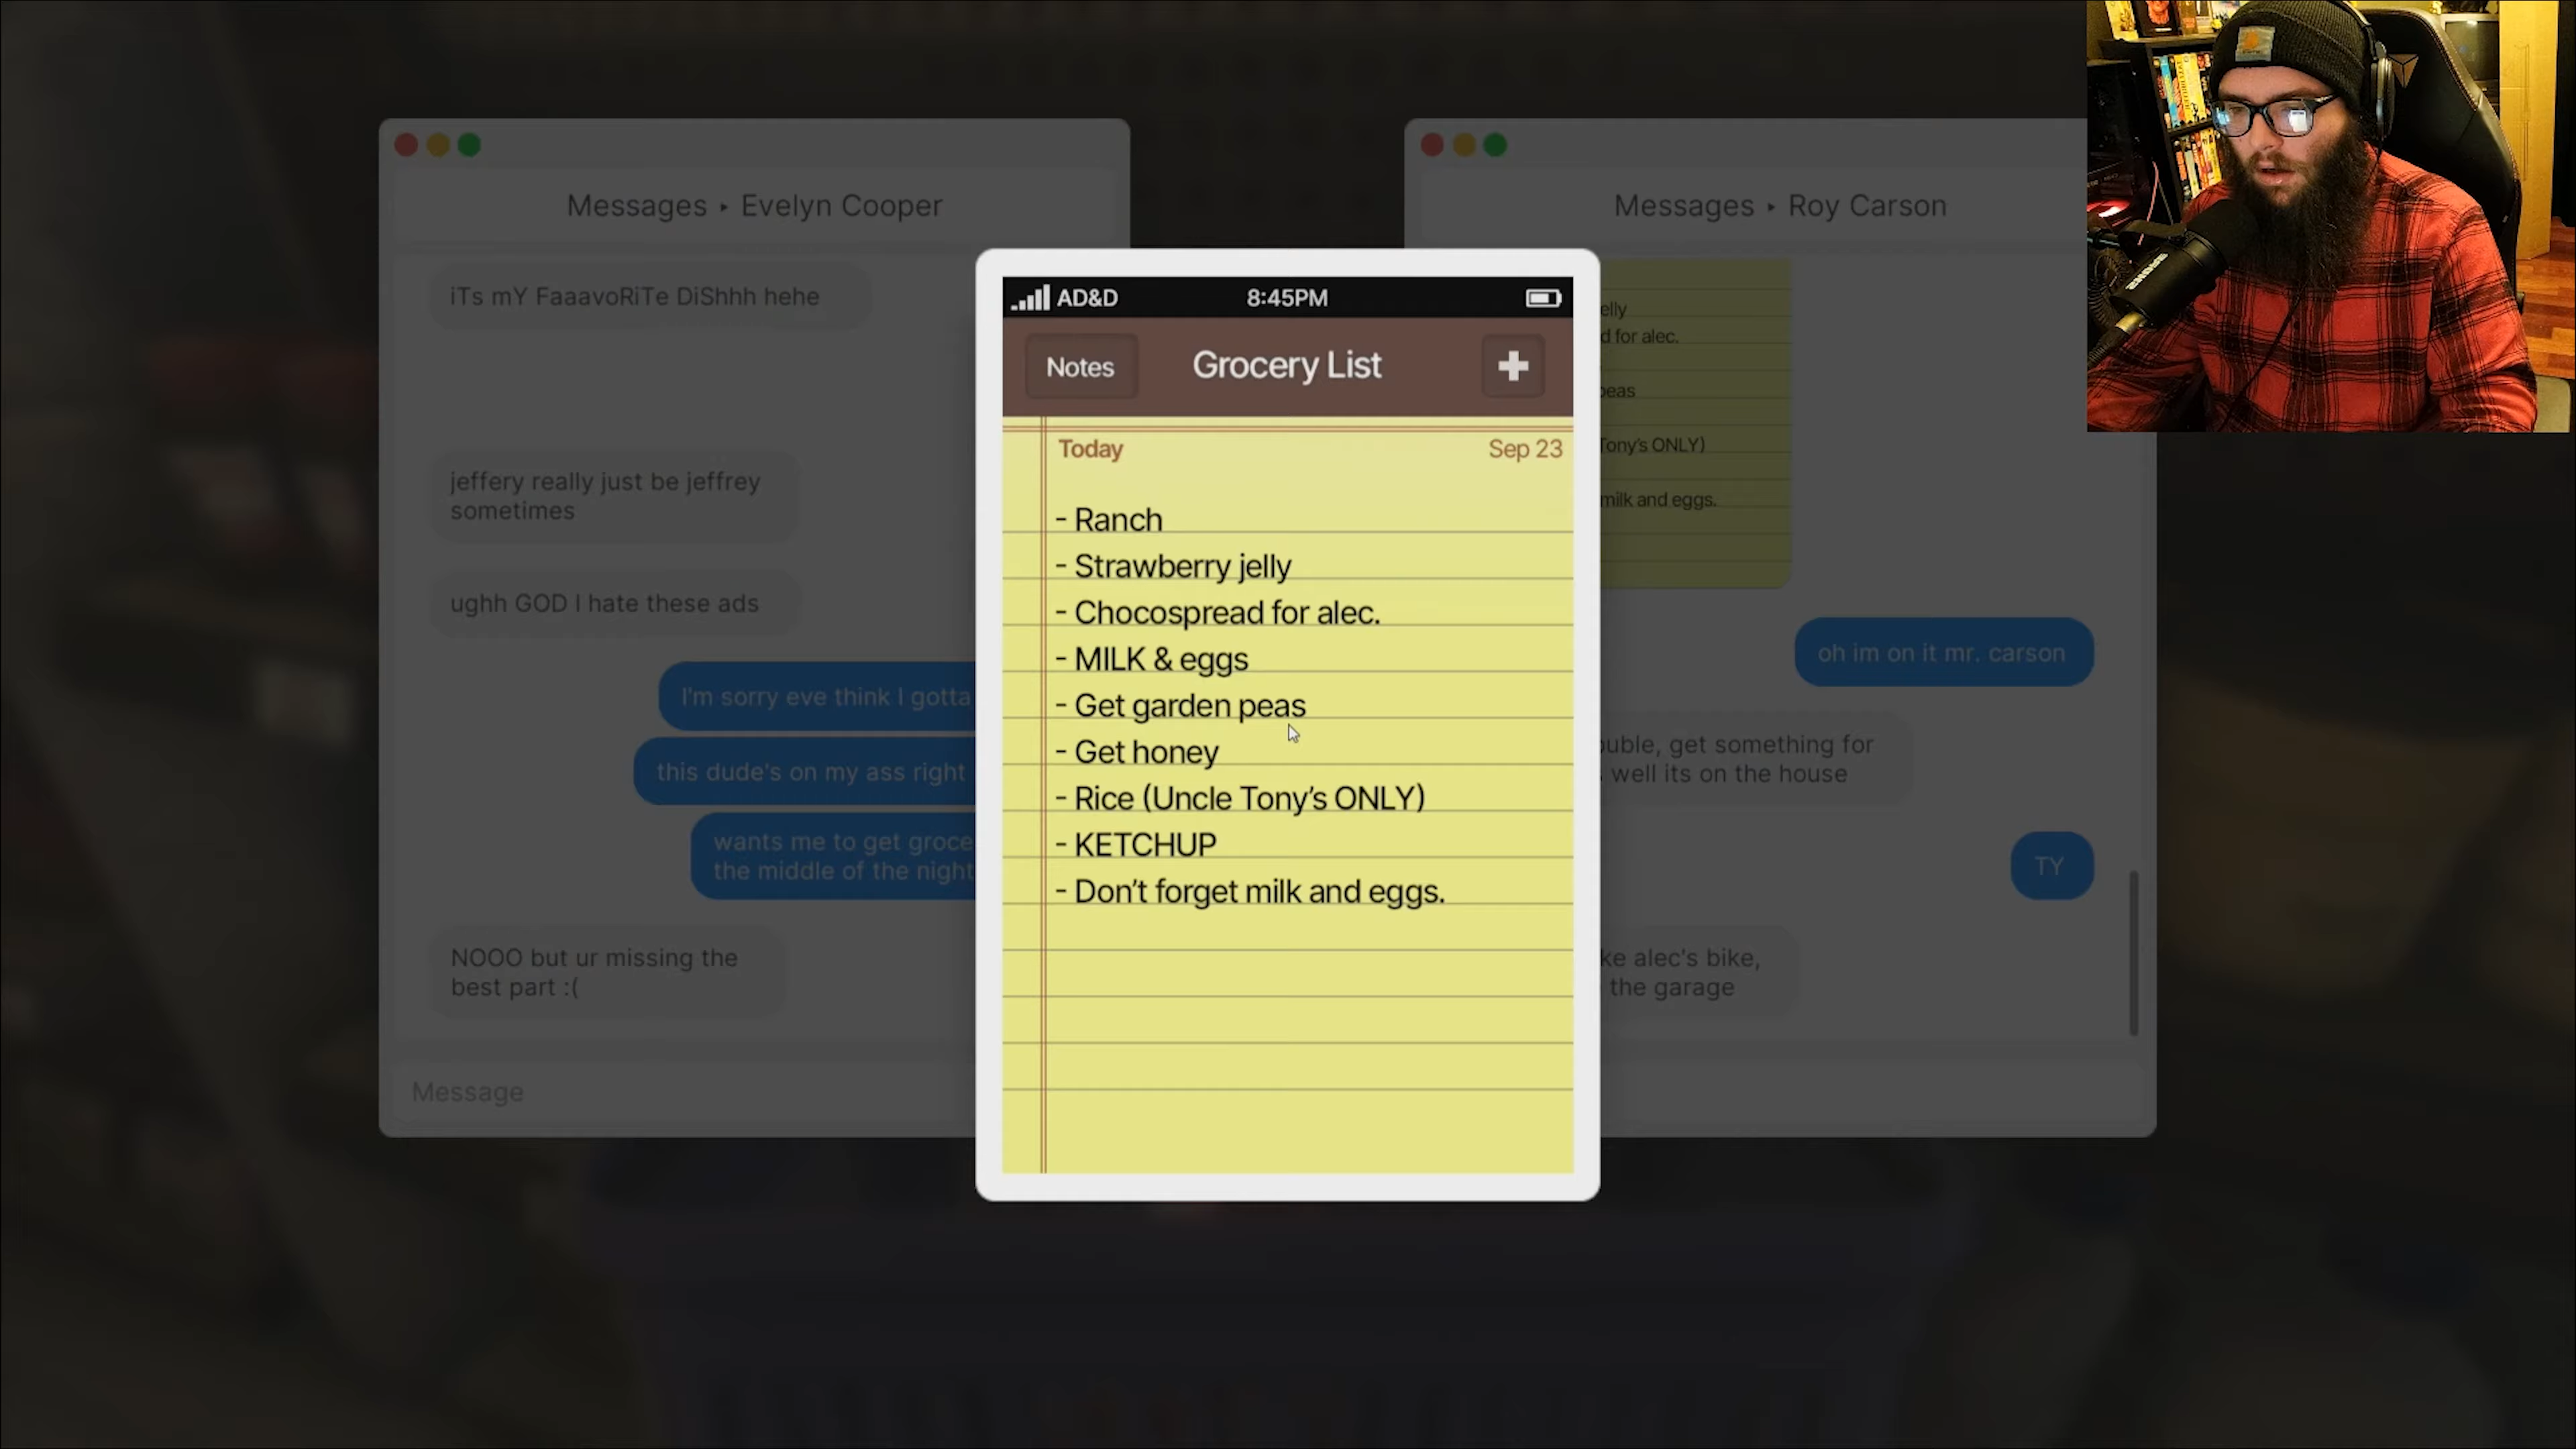 Messages ▸ Evelyn Cooper
iTs mY FaaavoRiTe DiShhh hehe
jeffery really just be jeffrey
sometimes
ughh GOD I hate these ads
I'm sorry eve think I gotta
this dude's on my ass right
wants me to get groce
the middle of the night
NOOO but ur missing the
best part :(
Message
AD&D 8:45PM
Notes Grocery List
Today Sep 23
- Ranch
- Strawberry jelly
- Chocospread for alec.
- MILK & eggs
- Get garden peas
- Get honey
- Rice (Uncle Tony's ONLY)
- KETCHUP
- Don't forget milk and eggs.
Messages ▸ Roy Carson
elly
d for alec.
peas
Tony's ONLY)
milk and eggs.
oh im on it mr. carson
ouble, get something for
well its on the house
TY
ke alec's bike,
the garage